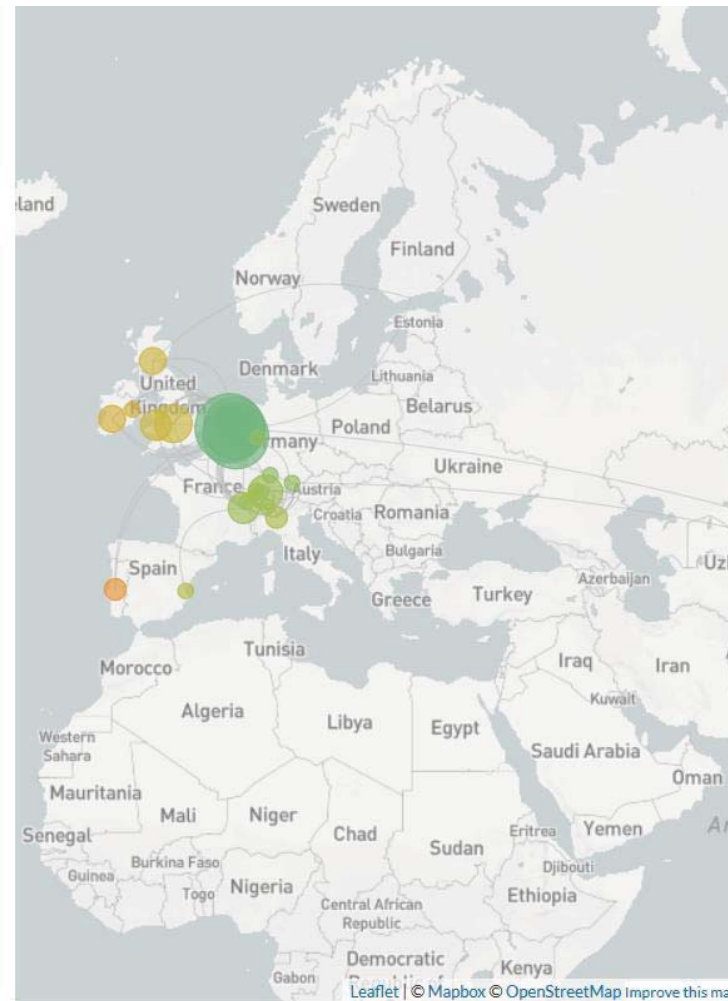 land
Sweden
Finland
Norway
Estonia
Denmark
Lithuania
United
Kingdom
Belarus
Poland
rmany
Ukraine
France
Austria
Croatia
Romania
Italy
Bulgaria
Spain
Greece
Turkey
Azerbaijan
Uz
Tunisia
Morocco
Iraq
Iran
Algeria
Libya
Egypt
Kuwait
Western
Sahara
Saudi Arabia
Oman
Mauritania
Mali
Niger
Chad
Sudan
Eritrea
Yemen
Ar
Senegal
Burkina Faso
Guinea
Togo
Nigeria
Djibouti
Ethiopia
Central African
Republic
Democratic
Gabon
Kenya
Leaflet | © Mapbox © OpenStreetMap Improve this ma